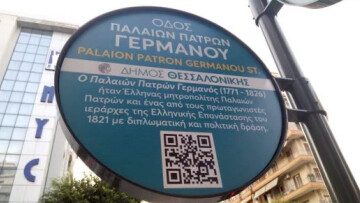 ΟΔΟΣ
ΠΑΛΑΙΩΝ ΠΑΤΡΩΝ
ΓΕΡΜΑΝΟΥ
PALAION PATRON GERMANOU ST.
ΔΗΜΟΣ ΘΕΣΣΑΛΟΝΙΚΗΣ
Ο Παλαιών Πατρών Γερμανός (1771 - 1826)
ήταν Έλληνας μητροπολίτης Παλαιών
Πατρών και ένας από τους πρωταγωνιστές
ιεράρχες της Ελληνικής Επανάστασης του
1821 με διπλωματική και πολιτική δράση.